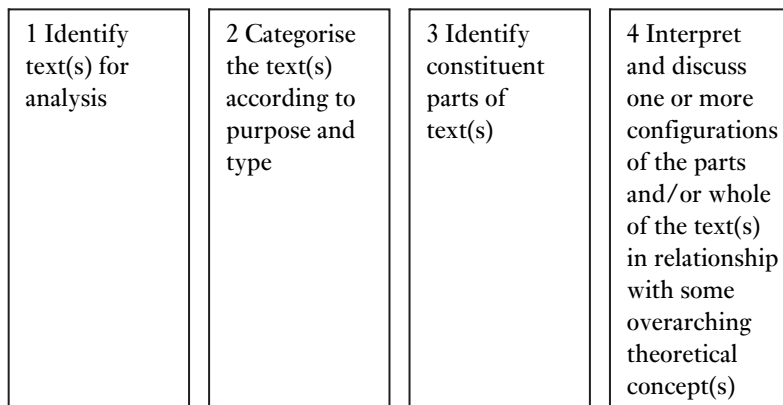 1 Identify
text(s) for
analysis
2 Categorise
the text(s)
according to
purpose and
type
3 Identify
constituent
parts of
text(s)
4 Interpret
and discuss
one or more
configurations
of the parts
and/or whole
of the text(s)
in relationship
with some
overarching
theoretical
concept(s)